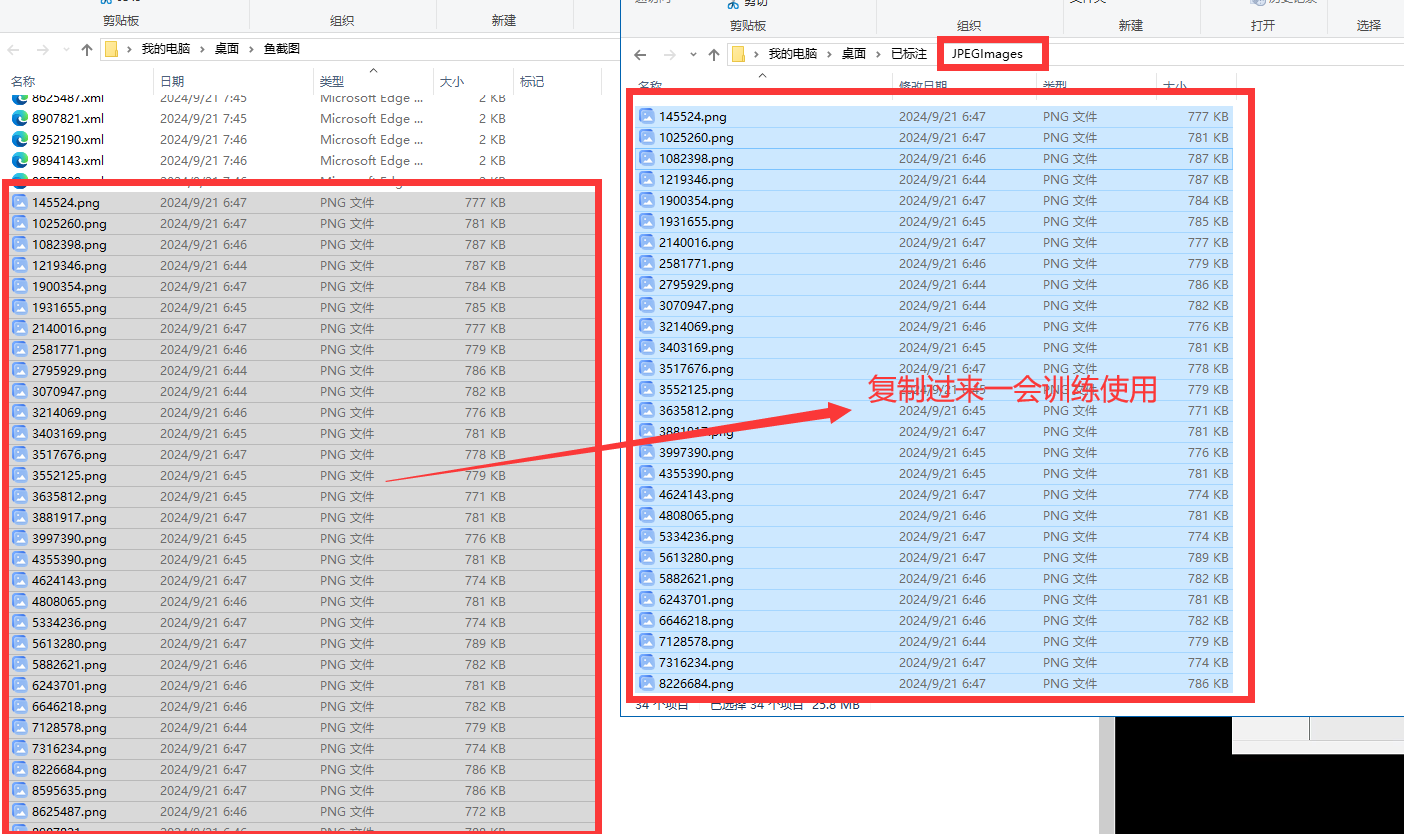 剪贴板 组织 新建
我的电脑 桌面 鱼截图
名称 日期 类型 大小 标记
8625487.xml 2024/9/21 7:45 Microsoft Edge ... 2 KB
8907821.xml 2024/9/21 7:45 Microsoft Edge ... 2 KB
9252190.xml 2024/9/21 7:46 Microsoft Edge ... 2 KB
9894143.xml 2024/9/21 7:46 Microsoft Edge ... 2 KB
145524.png 2024/9/21 6:47 PNG 文件 777 KB
1025260.png 2024/9/21 6:47 PNG 文件 781 KB
1082398.png 2024/9/21 6:46 PNG 文件 787 KB
1219346.png 2024/9/21 6:44 PNG 文件 787 KB
1900354.png 2024/9/21 6:47 PNG 文件 784 KB
1931655.png 2024/9/21 6:45 PNG 文件 785 KB
2140016.png 2024/9/21 6:47 PNG 文件 777 KB
2581771.png 2024/9/21 6:46 PNG 文件 779 KB
2795929.png 2024/9/21 6:44 PNG 文件 786 KB
3070947.png 2024/9/21 6:44 PNG 文件 782 KB
3214069.png 2024/9/21 6:46 PNG 文件 776 KB
3403169.png 2024/9/21 6:45 PNG 文件 781 KB
3517676.png 2024/9/21 6:47 PNG 文件 778 KB
3552125.png 2024/9/21 6:45 PNG 文件 779 KB
3635812.png 2024/9/21 6:45 PNG 文件 771 KB
3881917.png 2024/9/21 6:47 PNG 文件 781 KB
3997390.png 2024/9/21 6:45 PNG 文件 776 KB
4355390.png 2024/9/21 6:45 PNG 文件 781 KB
4624143.png 2024/9/21 6:47 PNG 文件 774 KB
4808065.png 2024/9/21 6:46 PNG 文件 781 KB
5334236.png 2024/9/21 6:47 PNG 文件 774 KB
5613280.png 2024/9/21 6:47 PNG 文件 789 KB
5882621.png 2024/9/21 6:46 PNG 文件 782 KB
6243701.png 2024/9/21 6:46 PNG 文件 781 KB
6646218.png 2024/9/21 6:46 PNG 文件 782 KB
7128578.png 2024/9/21 6:44 PNG 文件 779 KB
7316234.png 2024/9/21 6:47 PNG 文件 774 KB
8226684.png 2024/9/21 6:47 PNG 文件 786 KB
8595635.png 2024/9/21 6:47 PNG 文件 786 KB
8625487.png 2024/9/21 6:46 PNG 文件 772 KB
剪切
剪贴板 组织 新建 打开 选择
我的电脑 桌面 已标注 JPEGImages
名称 修改日期 类型 大小
145524.png 2024/9/21 6:47 PNG 文件 777 KB
1025260.png 2024/9/21 6:47 PNG 文件 781 KB
1082398.png 2024/9/21 6:46 PNG 文件 787 KB
1219346.png 2024/9/21 6:44 PNG 文件 787 KB
1900354.png 2024/9/21 6:47 PNG 文件 784 KB
1931655.png 2024/9/21 6:45 PNG 文件 785 KB
2140016.png 2024/9/21 6:47 PNG 文件 777 KB
2581771.png 2024/9/21 6:46 PNG 文件 779 KB
2795929.png 2024/9/21 6:44 PNG 文件 786 KB
3070947.png 2024/9/21 6:44 PNG 文件 782 KB
3214069.png 2024/9/21 6:46 PNG 文件 776 KB
3403169.png 2024/9/21 6:45 PNG 文件 781 KB
3517676.png 2024/9/21 6:47 PNG 文件 778 KB
3552125.png 2024/9/21 6:45 PNG 文件 779 KB
复制过来一会训练使用
3635812.png 2024/9/21 6:45 PNG 文件 771 KB
3881917.png 2024/9/21 6:47 PNG 文件 781 KB
3997390.png 2024/9/21 6:45 PNG 文件 776 KB
4355390.png 2024/9/21 6:45 PNG 文件 781 KB
4624143.png 2024/9/21 6:47 PNG 文件 774 KB
4808065.png 2024/9/21 6:46 PNG 文件 781 KB
5334236.png 2024/9/21 6:47 PNG 文件 774 KB
5613280.png 2024/9/21 6:47 PNG 文件 789 KB
5882621.png 2024/9/21 6:46 PNG 文件 782 KB
6243701.png 2024/9/21 6:46 PNG 文件 781 KB
6646218.png 2024/9/21 6:46 PNG 文件 782 KB
7128578.png 2024/9/21 6:44 PNG 文件 779 KB
7316234.png 2024/9/21 6:47 PNG 文件 774 KB
8226684.png 2024/9/21 6:47 PNG 文件 786 KB
34 个项目 已选择 34 个项目 25.8 MB